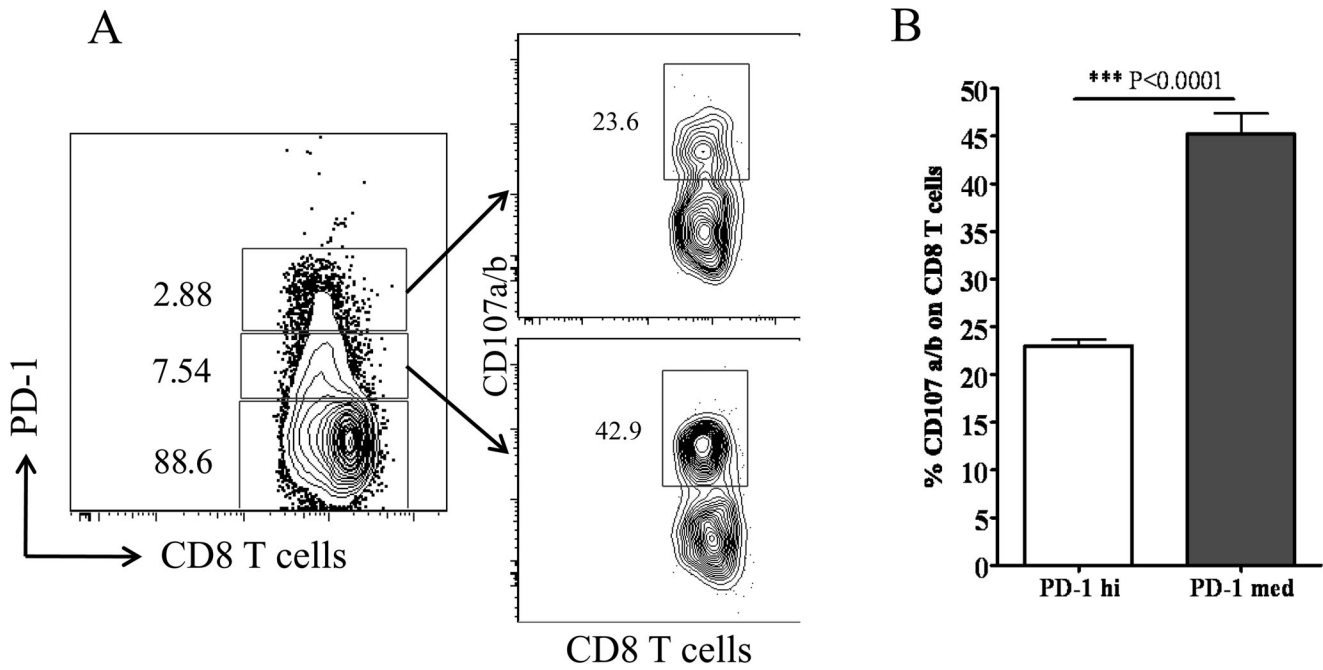 A
PD-1
2.88
7.54
88.6
CD8 T cells
CD107a/b
23.6
42.9
CD8 T cells
B
*** P<0.0001
% CD107 a/b on CD8 T cells
50
45
40
35
30
25
20
15
10
5
0
PD-1 hi
PD-1 med